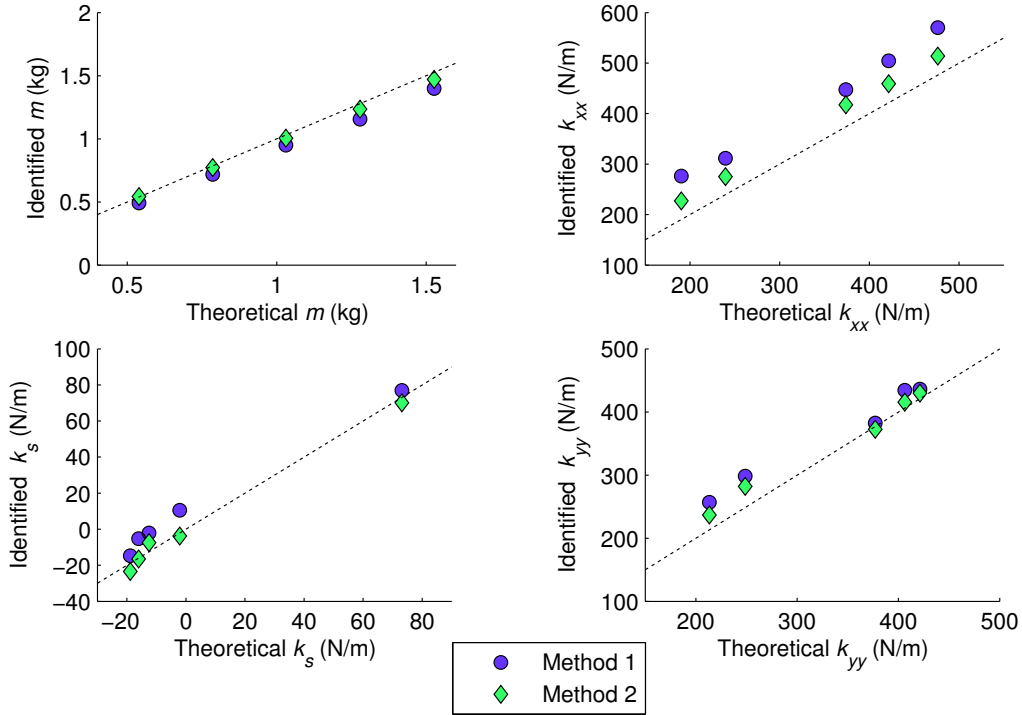 2
1.5
1
0.5
0
0.5 1 1.5
Identified m (kg)
Theoretical m (kg)
600
500
400
300
200
100
200 300 400 500
Identified k_xx (N/m)
Theoretical k_xx (N/m)
100
80
60
40
20
0
−20
−40
−20 0 20 40 60 80
Identified k_s (N/m)
Theoretical k_s (N/m)
500
400
300
200
100
200 300 400 500
Identified k_yy (N/m)
Theoretical k_yy (N/m)
Method 1
Method 2